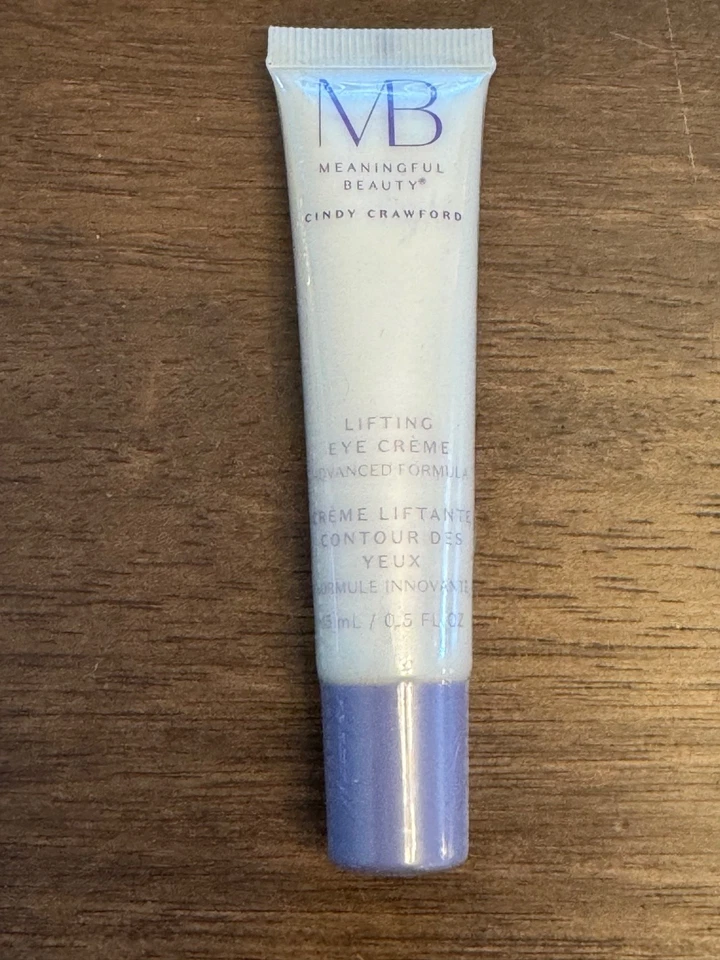 MB
MEANINGFUL
BEAUTY®
CINDY CRAWFORD
LIFTING
EYE CRÈME
ADVANCED FORMULA
CRÈME LIFTANTE
CONTOUR DES
YEUX
FORMULE INNOVANTE
15 mL / 0.5 FL OZ